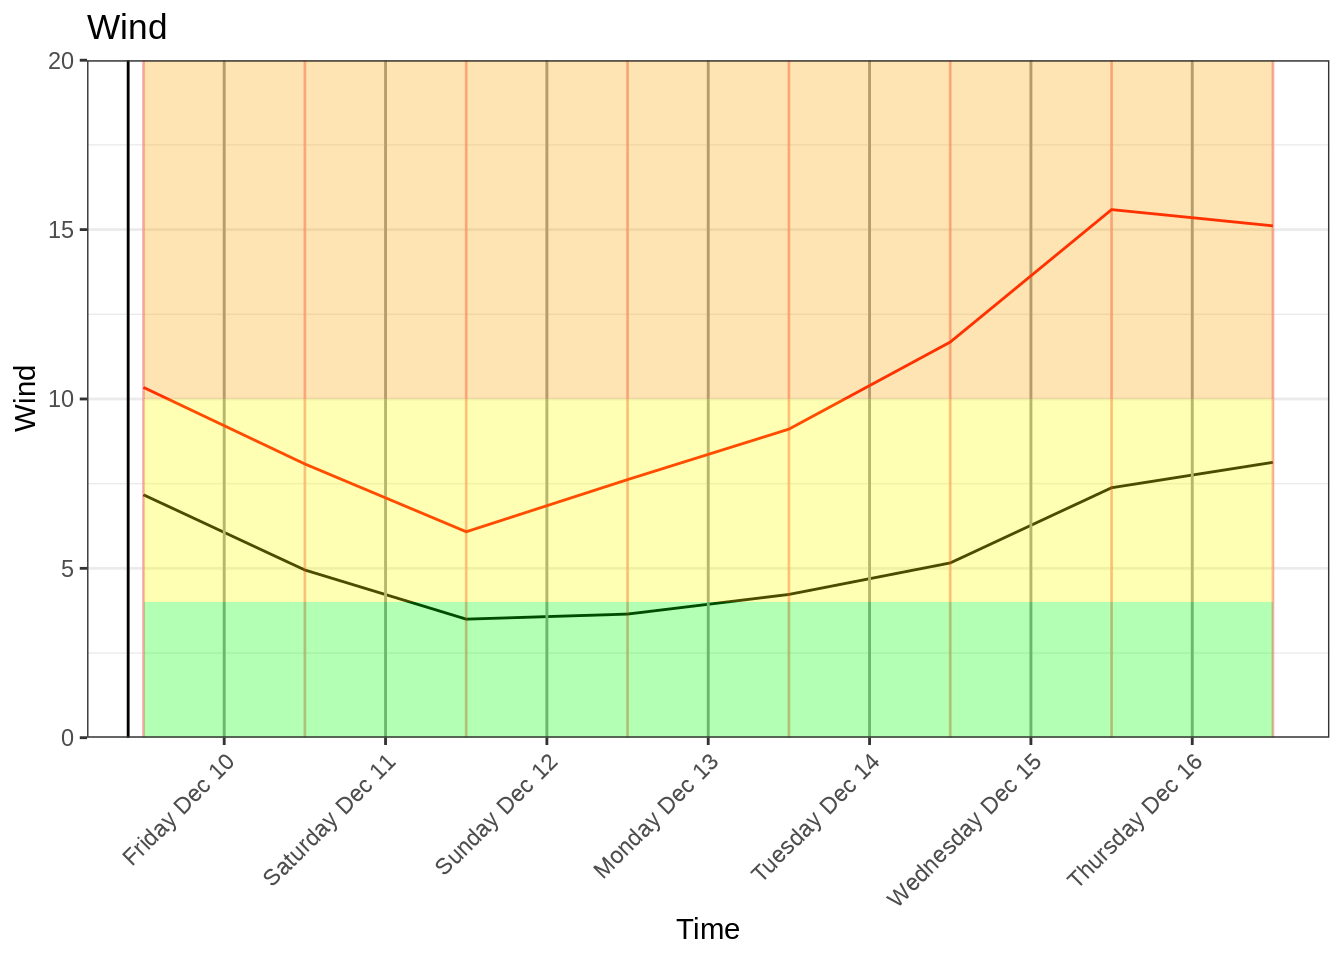 Wind
20
15
10
5
0
Wind
Friday Dec 10
Saturday Dec 11
Sunday Dec 12
Monday Dec 13
Tuesday Dec 14
Wednesday Dec 15
Thursday Dec 16
Time